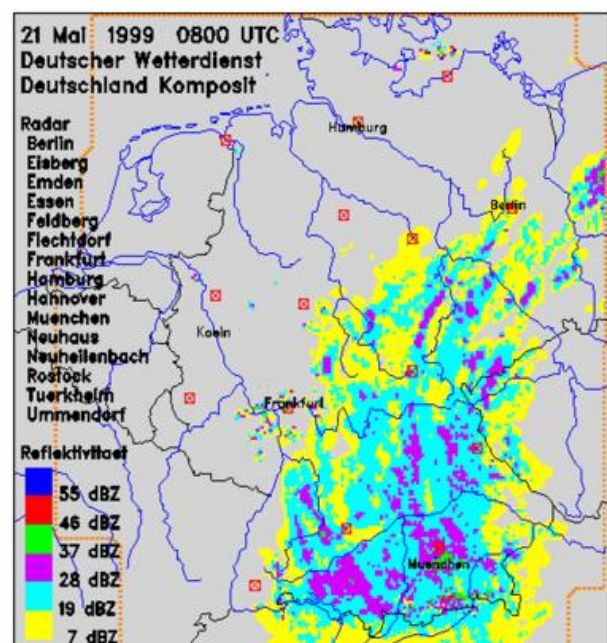 21 Mai 1999 0800 UTC
Deutscher Wetterdienst
Deutschland Komposit
Radar
Berlin
Eisberg
Emden
Essen
Feldberg
Flechtdorf
Frankfurt
Hamburg
Hannover
Muenchen
Neuhaus
Neuheilenbach
Rostock
Tuerkheim
Ummendorf
Reflektivitaet
55 dBZ
46 dBZ
37 dBZ
28 dBZ
19 dBZ
7 dBZ
Hamburg
Berlin
Koeln
Frankfurt
Muenchen